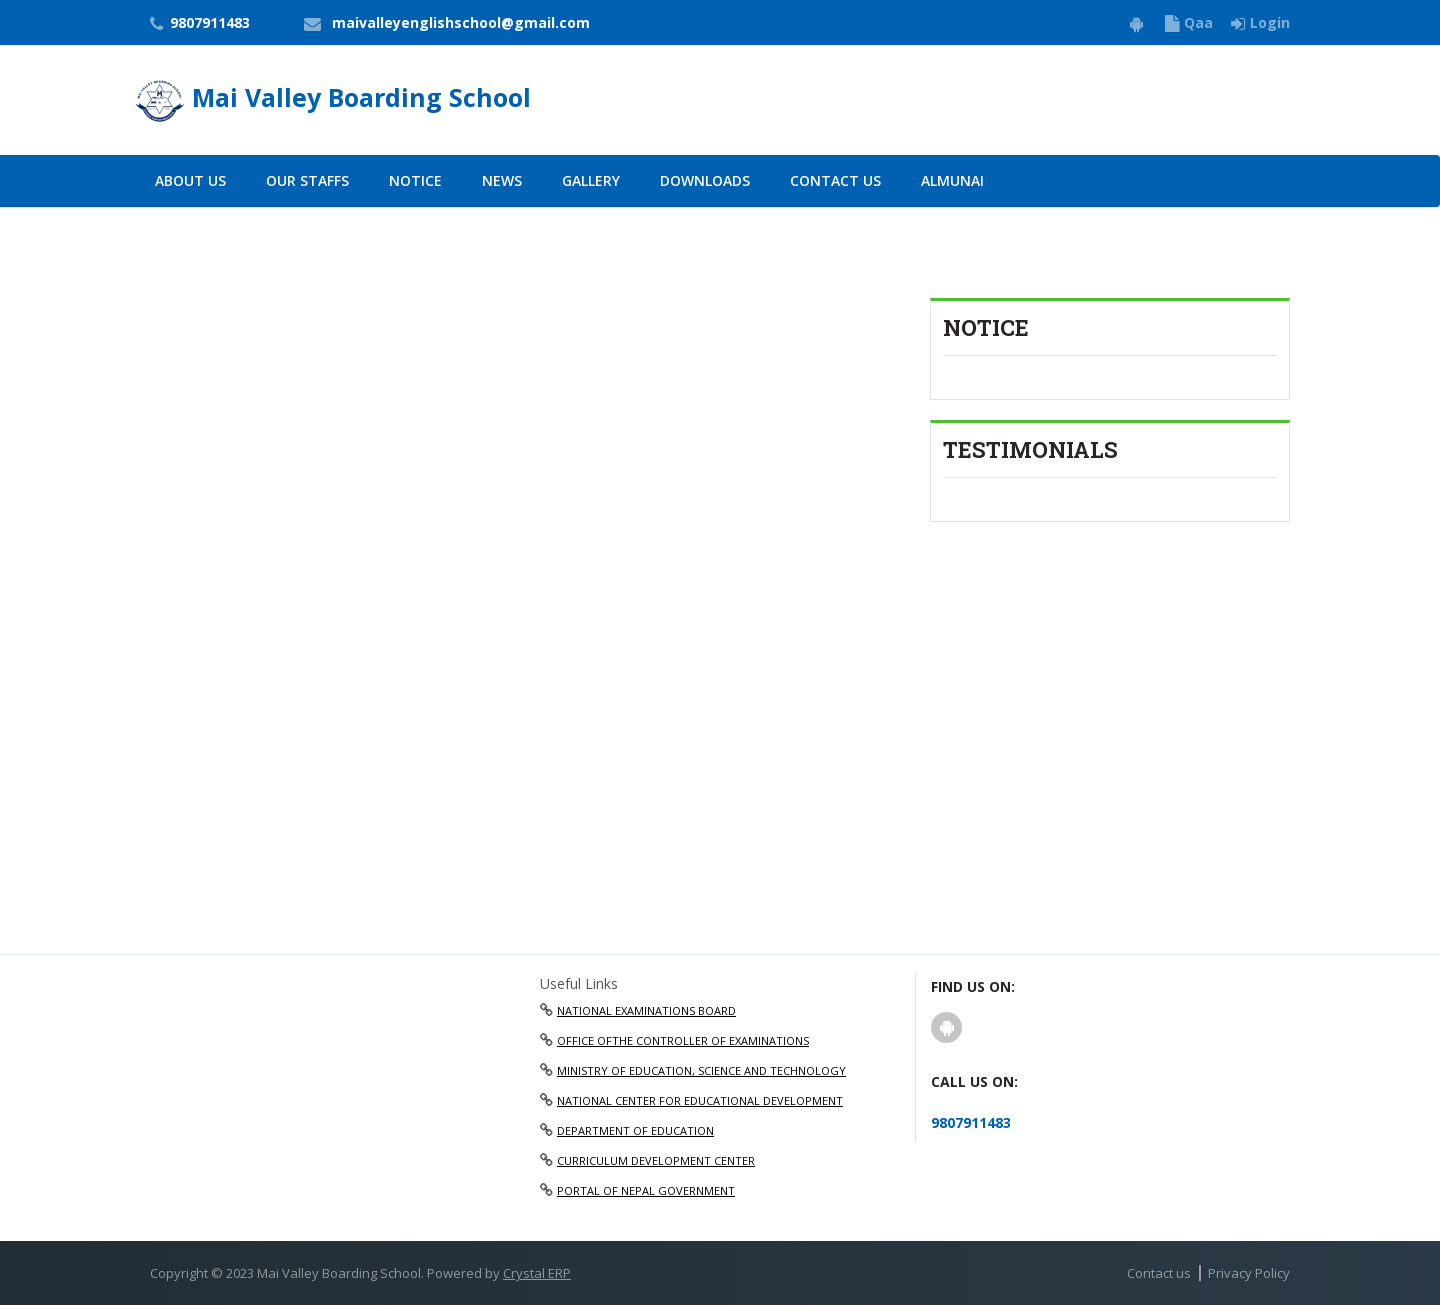 9807911483
maivalleyenglishschool@gmail.com
Qaa
Login
Mai Valley Boarding School
ABOUT US
OUR STAFFS
NOTICE
NEWS
GALLERY
DOWNLOADS
CONTACT US
ALMUNAI
NOTICE
TESTIMONIALS
Useful Links
NATIONAL EXAMINATIONS BOARD
OFFICE OFTHE CONTROLLER OF EXAMINATIONS
MINISTRY OF EDUCATION, SCIENCE AND TECHNOLOGY
NATIONAL CENTER FOR EDUCATIONAL DEVELOPMENT
DEPARTMENT OF EDUCATION
CURRICULUM DEVELOPMENT CENTER
PORTAL OF NEPAL GOVERNMENT
FIND US ON:
CALL US ON:
9807911483
Copyright © 2023 Mai Valley Boarding School. Powered by Crystal ERP
Contact us
Privacy Policy